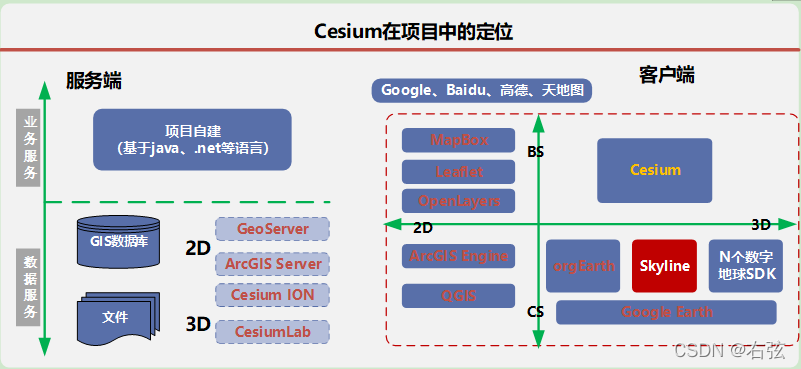 Cesium在项目中的定位
服务端
客户端
Google、Baidu、高德、天地图
业务服务
项目自建
（基于java、.net等语言）
数据服务
GIS数据库
文件
2D
GeoServer
ArcGIS Server
3D
Cesium ION
CesiumLab
MapBox
Leaflet
OpenLayers
BS
Cesium
2D
3D
ArcGIS Engine
QGIS
CS
orgEarth
Skyline
N个数字
地球SDK
Google Earth
CSDN @右弦